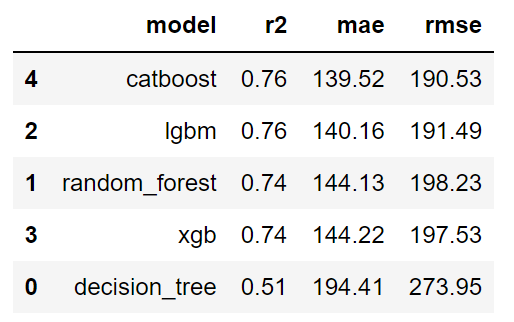 model r2 mae rmse
4 catboost 0.76 139.52 190.53
2 lgbm 0.76 140.16 191.49
1 random_forest 0.74 144.13 198.23
3 xgb 0.74 144.22 197.53
0 decision_tree 0.51 194.41 273.95